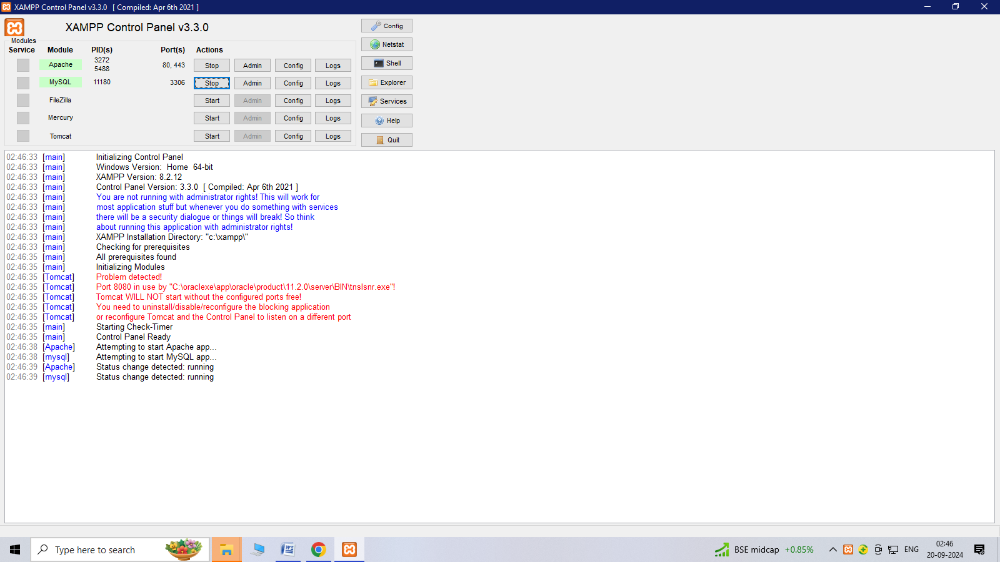 XAMPP Control Panel v3.3.0 [ Compiled: Apr 6th 2021 ]
XAMPP Control Panel v3.3.0
Config
Modules
Service Module PID(s) Port(s) Actions
Netstat
Apache 3272 5488 80, 443 Stop Admin Config Logs
Shell
MySQL 11180 3306 Stop Admin Config Logs
Explorer
FileZilla Start Admin Config Logs
Services
Mercury Start Admin Config Logs
Help
Tomcat Start Admin Config Logs
Quit
02:46:33 [main] Initializing Control Panel
02:46:33 [main] Windows Version: Home 64-bit
02:46:33 [main] XAMPP Version: 8.2.12
02:46:33 [main] Control Panel Version: 3.3.0 [ Compiled: Apr 6th 2021 ]
02:46:33 [main] You are not running with administrator rights! This will work for
02:46:33 [main] most application stuff but whenever you do something with services
02:46:33 [main] there will be a security dialogue or things will break! So think
02:46:33 [main] about running this application with administrator rights!
02:46:33 [main] XAMPP Installation Directory: "c:\xampp\"
02:46:33 [main] Checking for prerequisites
02:46:35 [main] All prerequisites found
02:46:35 [main] Initializing Modules
02:46:35 [Tomcat] Problem detected!
02:46:35 [Tomcat] Port 8080 in use by "C:\oraclexe\app\oracle\product\11.2.0\server\BIN\tnslsnr.exe"!
02:46:35 [Tomcat] Tomcat WILL NOT start without the configured ports free!
02:46:35 [Tomcat] You need to uninstall/disable/reconfigure the blocking application
02:46:35 [Tomcat] or reconfigure Tomcat and the Control Panel to listen on a different port
02:46:35 [main] Starting Check-Timer
02:46:35 [main] Control Panel Ready
02:46:38 [Apache] Attempting to start Apache app...
02:46:38 [mysql] Attempting to start MySQL app...
02:46:39 [Apache] Status change detected: running
02:46:39 [mysql] Status change detected: running
Type here to search
BSE midcap +0.85%
ENG
02:46
20-09-2024